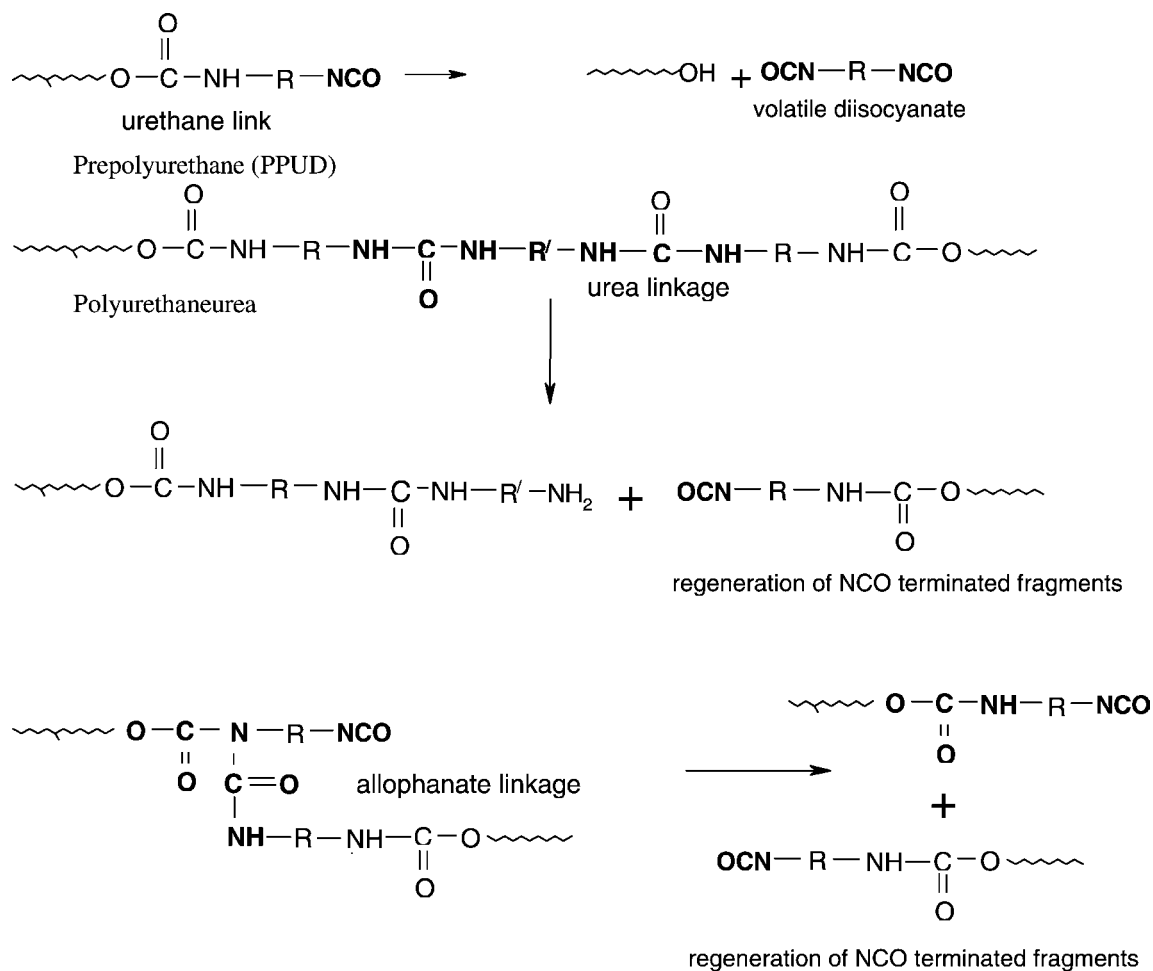 O
O—C—NH—R—NCO OH + OCN—R—NCO
urethane link volatile diisocyanate
Prepolyurethane (PPUD)
O O O
O—C—NH—R—NH—C—NH—R/—NH—C—NH—R—NH—C—O
O urea linkage
Polyurethaneurea
O
O—C—NH—R—NH—C—NH—R/—NH2 + OCN—R—NH—C—O
O O
regeneration of NCO terminated fragments
O—C—NH—R—NCO
O—C—N—R—NCO
O
O C=O allophanate linkage
+
NH—R—NH—C—O
OCN—R—NH—C—O
O
O
regeneration of NCO terminated fragments